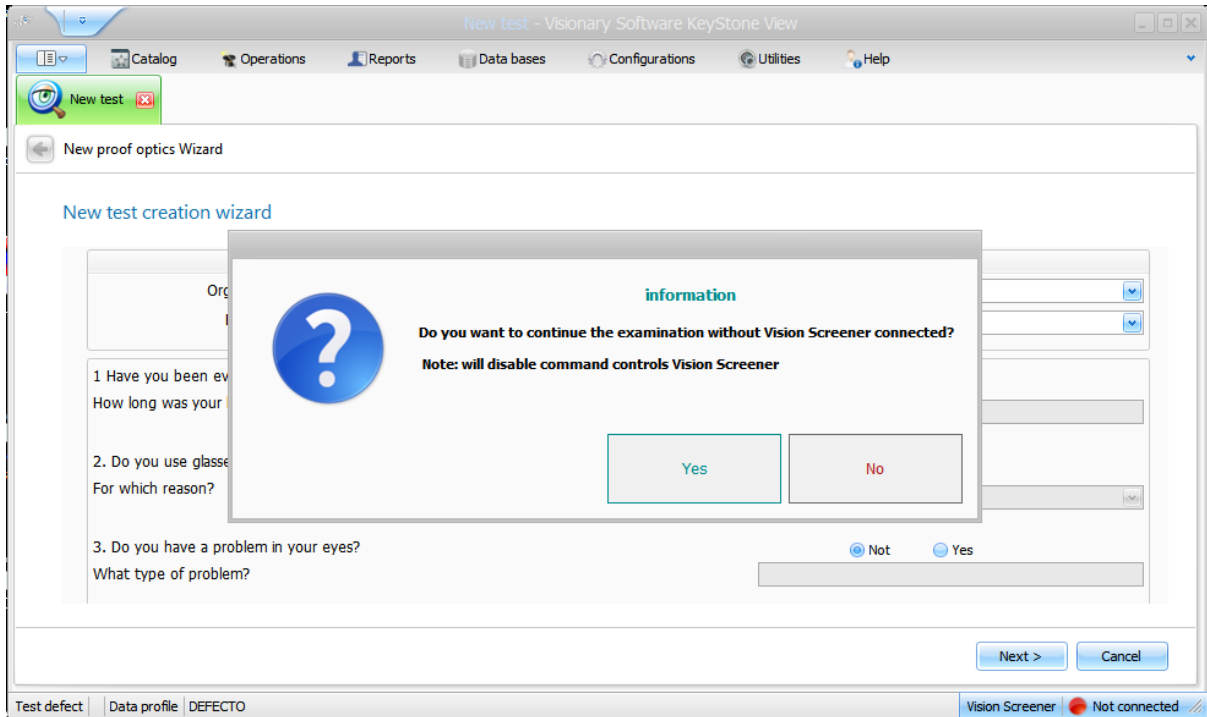 New test - Visionary Software KeyStone View
Catalog Operations Reports Data bases Configurations Utilities Help
New test
New proof optics Wizard
New test creation wizard
information
Do you want to continue the examination without Vision Screener connected?
Note: will disable command controls Vision Screener
Yes No
1 Have you been
How long was your
2. Do you use
For which reason?
3. Do you have a problem in your eyes? Not Yes
What type of problem?
Next > Cancel
Test defect Data profile DEFECTO Vision Screener Not connected